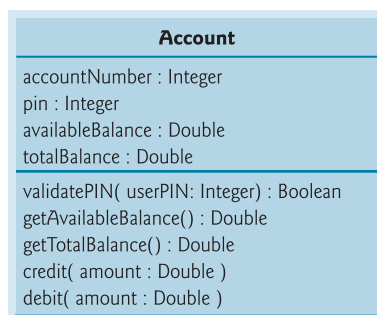 Account
accountNumber : Integer
pin : Integer
availableBalance : Double
totalBalance : Double
validatePIN( userPIN: Integer) : Boolean
getAvailableBalance() : Double
getTotalBalance() : Double
credit( amount : Double )
debit( amount : Double )